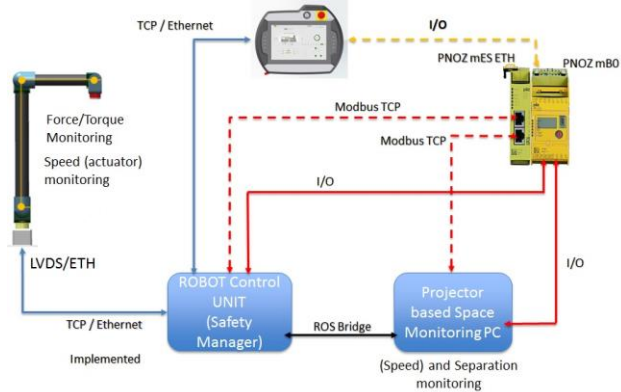 TCP / Ethernet
I/O
PNOZ mES ETH
PNOZ mB0
Force/Torque
Monitoring
Speed (actuator)
monitoring
Modbus TCP
Modbus TCP
I/O
I/O
LVDS/ETH
TCP / Ethernet
Implemented
ROBOT Control
UNIT
(Safety
Manager)
ROS Bridge
Projector
based Space
Monitoring PC
(Speed) and Separation
monitoring